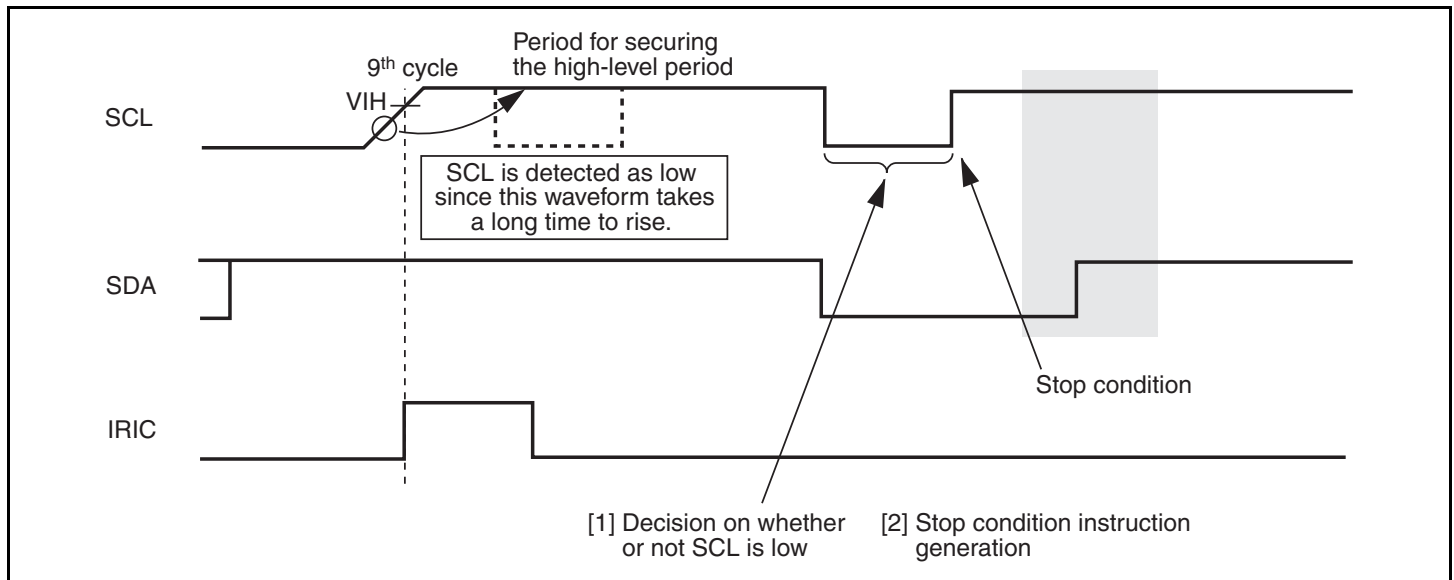 Period for securing
the high-level period
9th cycle
VIH
SCL
SCL is detected as low
since this waveform takes
a long time to rise.
SDA
Stop condition
IRIC
[1] Decision on whether
or not SCL is low
[2] Stop condition instruction
generation